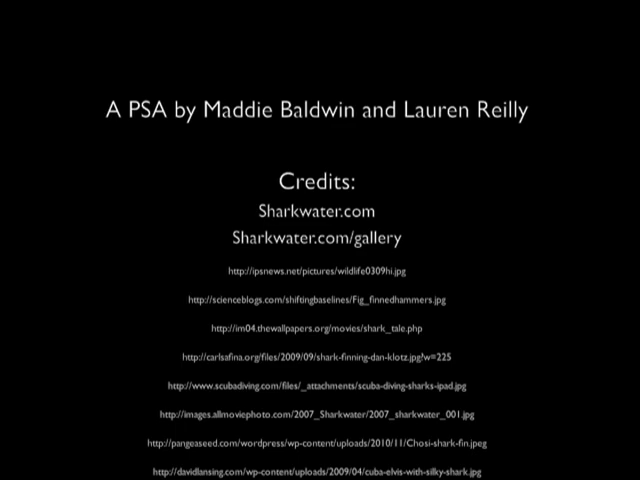 A PSA by Maddie Baldwin and Lauren Reilly
Credits:
Sharkwater.com
Sharkwater.com/gallery
http://ipsnews.net/pictures/wildlife0309hi.jpg
http://scienceblogs.com/shiftingbaselines/Fig_finnedhammers.jpg
http://im04.thewallpapers.org/movies/shark_tale.php
http://carlsafina.org/files/2009/09/shark-finning-dan-klotz.jpg?w=225
http://www.scubadiving.com/files/_attachments/scuba-diving-sharks-ipad.jpg
http://images.allmoviephoto.com/2007_Sharkwater/2007_sharkwater_001.jpg
http://pangeaseed.com/wordpress/wp-content/uploads/2010/11/Chosi-shark-fin.jpeg
http://davidlansing.com/wp-content/uploads/2009/04/cuba-elvis-with-silky-shark.jpg